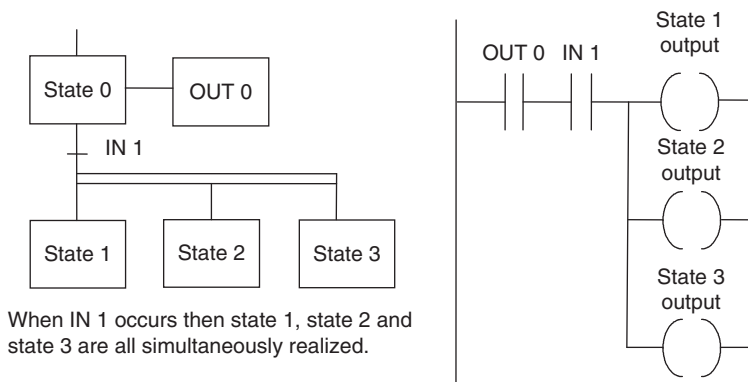 State 0
OUT 0
IN 1
State 1
State 2
State 3
When IN 1 occurs then state 1, state 2 and
state 3 are all simultaneously realized.
OUT 0
IN 1
State 1
output
State 2
output
State 3
output